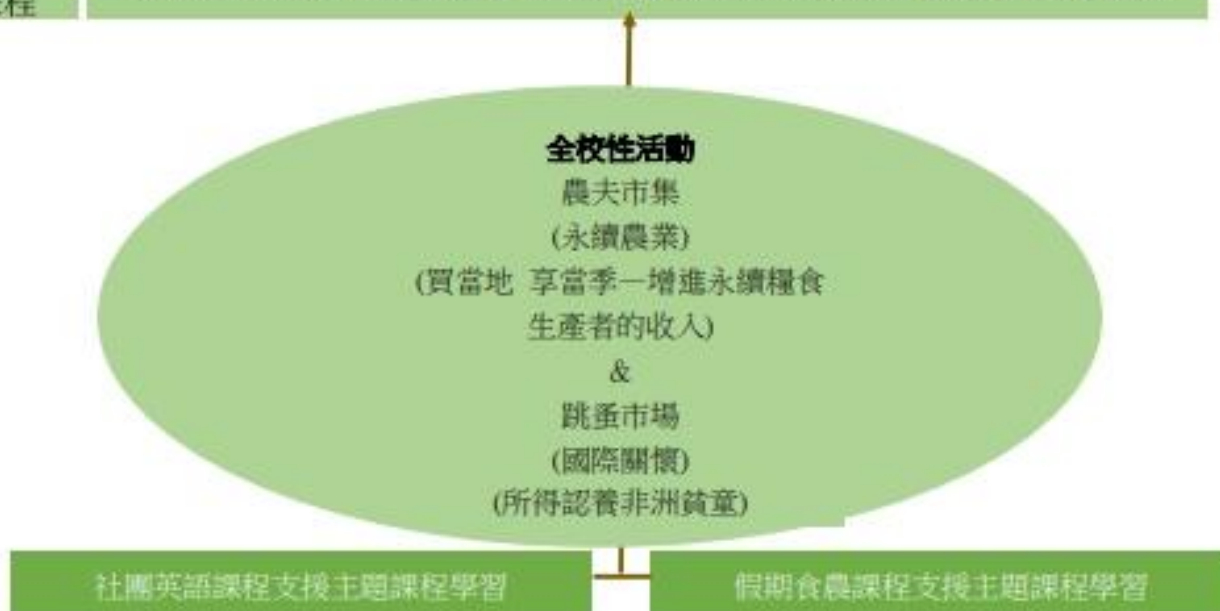 程
全校性活動
農夫市集
(永續農業)
(買當地 享當季—增進永續糧食
生產者的收入)
&
跳蚤市場
(國際關懷)
(所得認養非洲貧童)
社團英語課程支援主題課程學習
假期食農課程支援主題課程學習